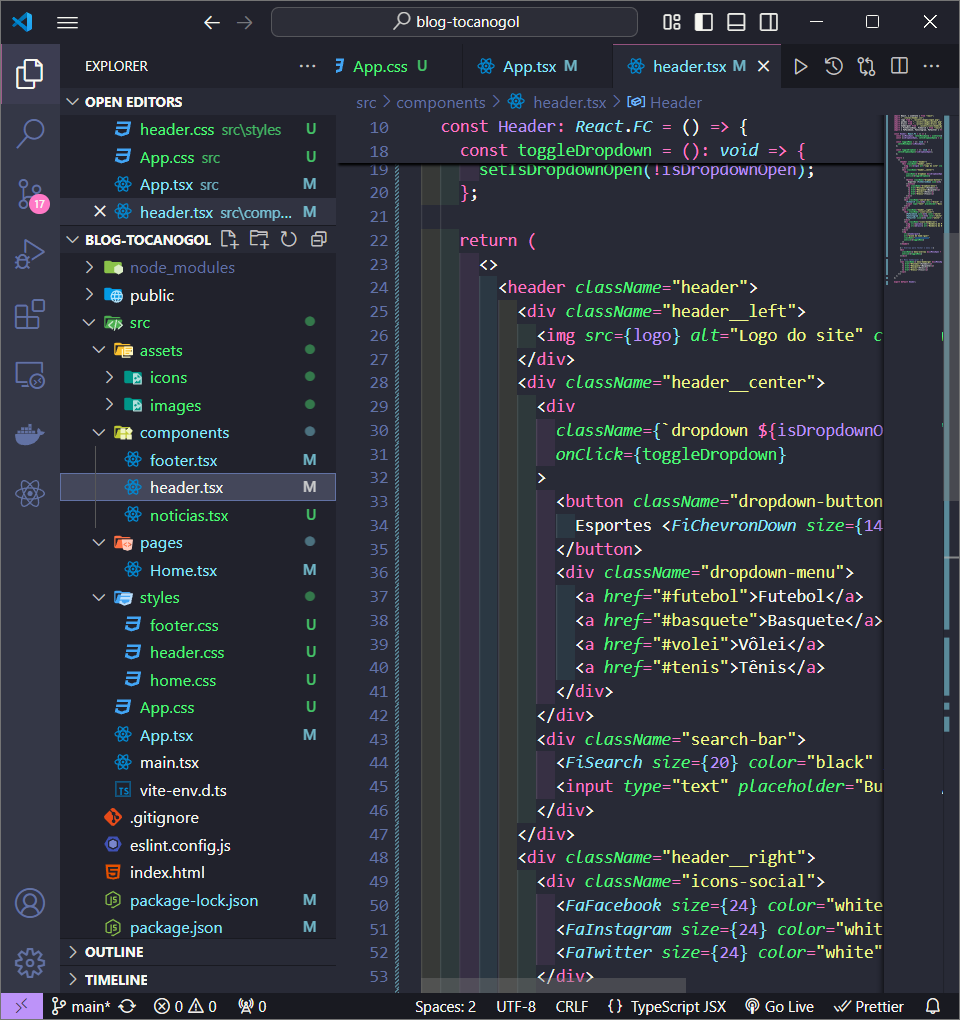 blog-tocanogol
EXPLORER
App.css U
App.tsx M
header.tsx M
OPEN EDITORS
header.css src\styles U
App.css src U
App.tsx src M
header.tsx src\comp... M
BLOG-TOCANOGOL
node_modules
public
src
assets
icons
images
components
footer.tsx M
header.tsx M
noticias.tsx U
pages
Home.tsx M
styles
footer.css U
header.css U
home.css U
App.css U
App.tsx M
main.tsx
TS vite-env.d.ts
.gitignore
eslint.config.js
index.html
package-lock.json M
package.json M
OUTLINE
TIMELINE
17
src > components > header.tsx > Header
10 const Header: React.FC = () => {
18 const toggleDropdown = (): void => {
19 setIsDropdownOpen(!isDropdownOpen);
20 };
21
22 return (
23 <>
24 <header className="header">
25 <div className="header__left">
26 <img src={logo} alt="Logo do site" c
27 </div>
28 <div className="header__center">
29 <div
30 className={`dropdown ${isDropdownO
31 onClick={toggleDropdown}
32 >
33 <button className="dropdown-button
34 Esportes <FiChevronDown size={14
35 </button>
36 <div className="dropdown-menu">
37 <a href="#futebol">Futebol</a>
38 <a href="#basquete">Basquete</a>
39 <a href="#volei">Vôlei</a>
40 <a href="#tenis">Tênis</a>
41 </div>
42 </div>
43 <div className="search-bar">
44 <FiSearch size={20} color="black"
45 <input type="text" placeholder="Bu
46 </div>
47 </div>
48 <div className="header__right">
49 <div className="icons-social">
50 <FaFacebook size={24} color="white
51 <FaInstagram size={24} color="whit
52 <FaTwitter size={24} color="white"
53 </div>
main* 0 0 0 Spaces: 2 UTF-8 CRLF {} TypeScript JSX Go Live Prettier